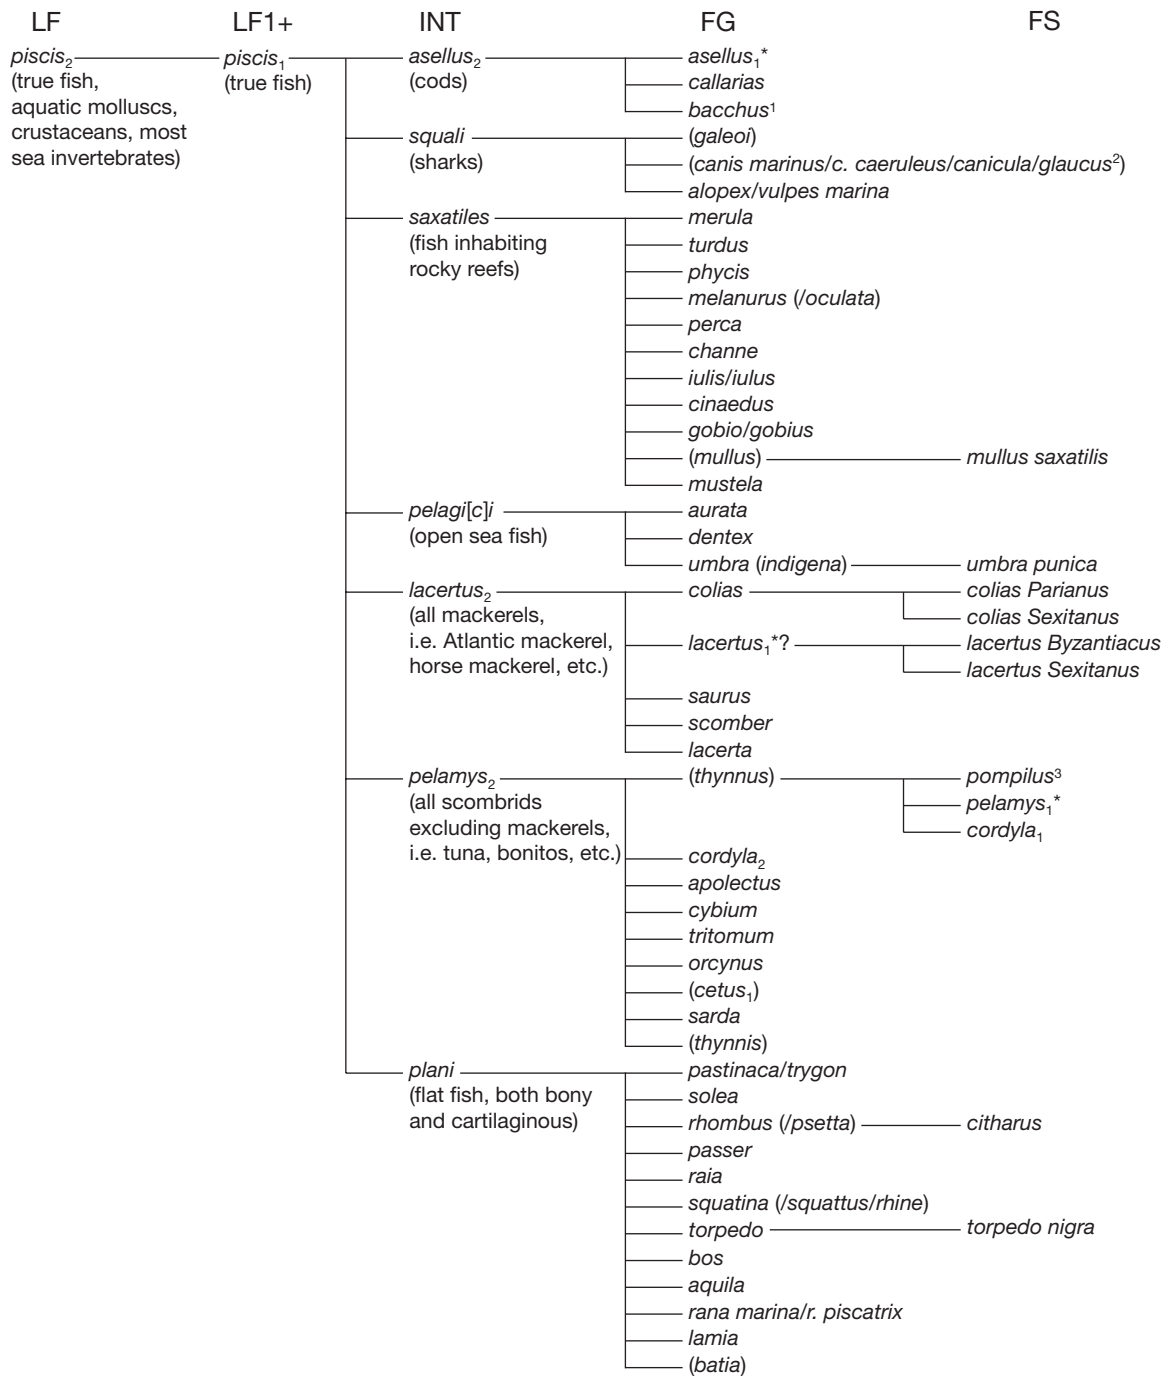 LF LF1+ INT FG FS
piscis₂ piscis₁ asellus₂ asellus₁*
(true fish, (true fish) (cods) callarias
aquatic molluscs, bacchus¹
crustaceans, most squali (galeoi)
sea invertebrates) (sharks) (canis marinus/c. caeruleus/canicula/glaucus²)
alopex/vulpes marina
saxatiles merula
(fish inhabiting turdus
rocky reefs) phycis
melanurus (/oculata)
perca
channe
iulis/iulus
cinaedus
gobio/gobius
(mullus) mullus saxatilis
mustela
pelagi[c]i aurata
(open sea fish) dentex
umbra (indigena) umbra punica
lacertus₂ colias colias Parianus
(all mackerels, colias Sexitanus
i.e. Atlantic mackerel, lacertus₁*? lacertus Byzantiacus
horse mackerel, etc.) lacertus Sexitanus
saurus
scomber
lacerta
pelamys₂ (thynnus) pompilus³
(all scombrids pelamys₁*
excluding mackerels, cordyla₁
i.e. tuna, bonitos, etc.) cordyla₂
apolectus
cybium
tritomum
orcynus
(cetus₁)
sarda
(thynnis)
plani pastinaca/trygon
(flat fish, both bony solea
and cartilaginous) rhombus (/psetta) citharus
passer
raia
squatina (/squattus/rhine)
torpedo torpedo nigra
bos
aquila
rana marina/r. piscatrix
lamia
(batia)